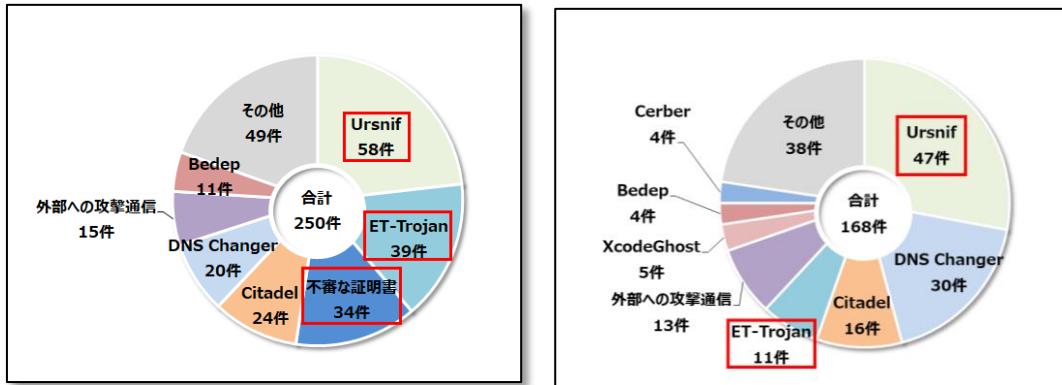 その他
49件
Ursnif
58件
Bedep
11件
外部への攻撃通信
15件
合計
250件
ET-Trojan
39件
DNS Changer
20件
Citadel
24件
不審な証明書
34件
Cerber
4件
その他
38件
Ursnif
47件
Bedep
4件
合計
168件
XcodeGhost
5件
DNS Changer
30件
外部への攻撃通信
13件
Citadel
16件
ET-Trojan
11件